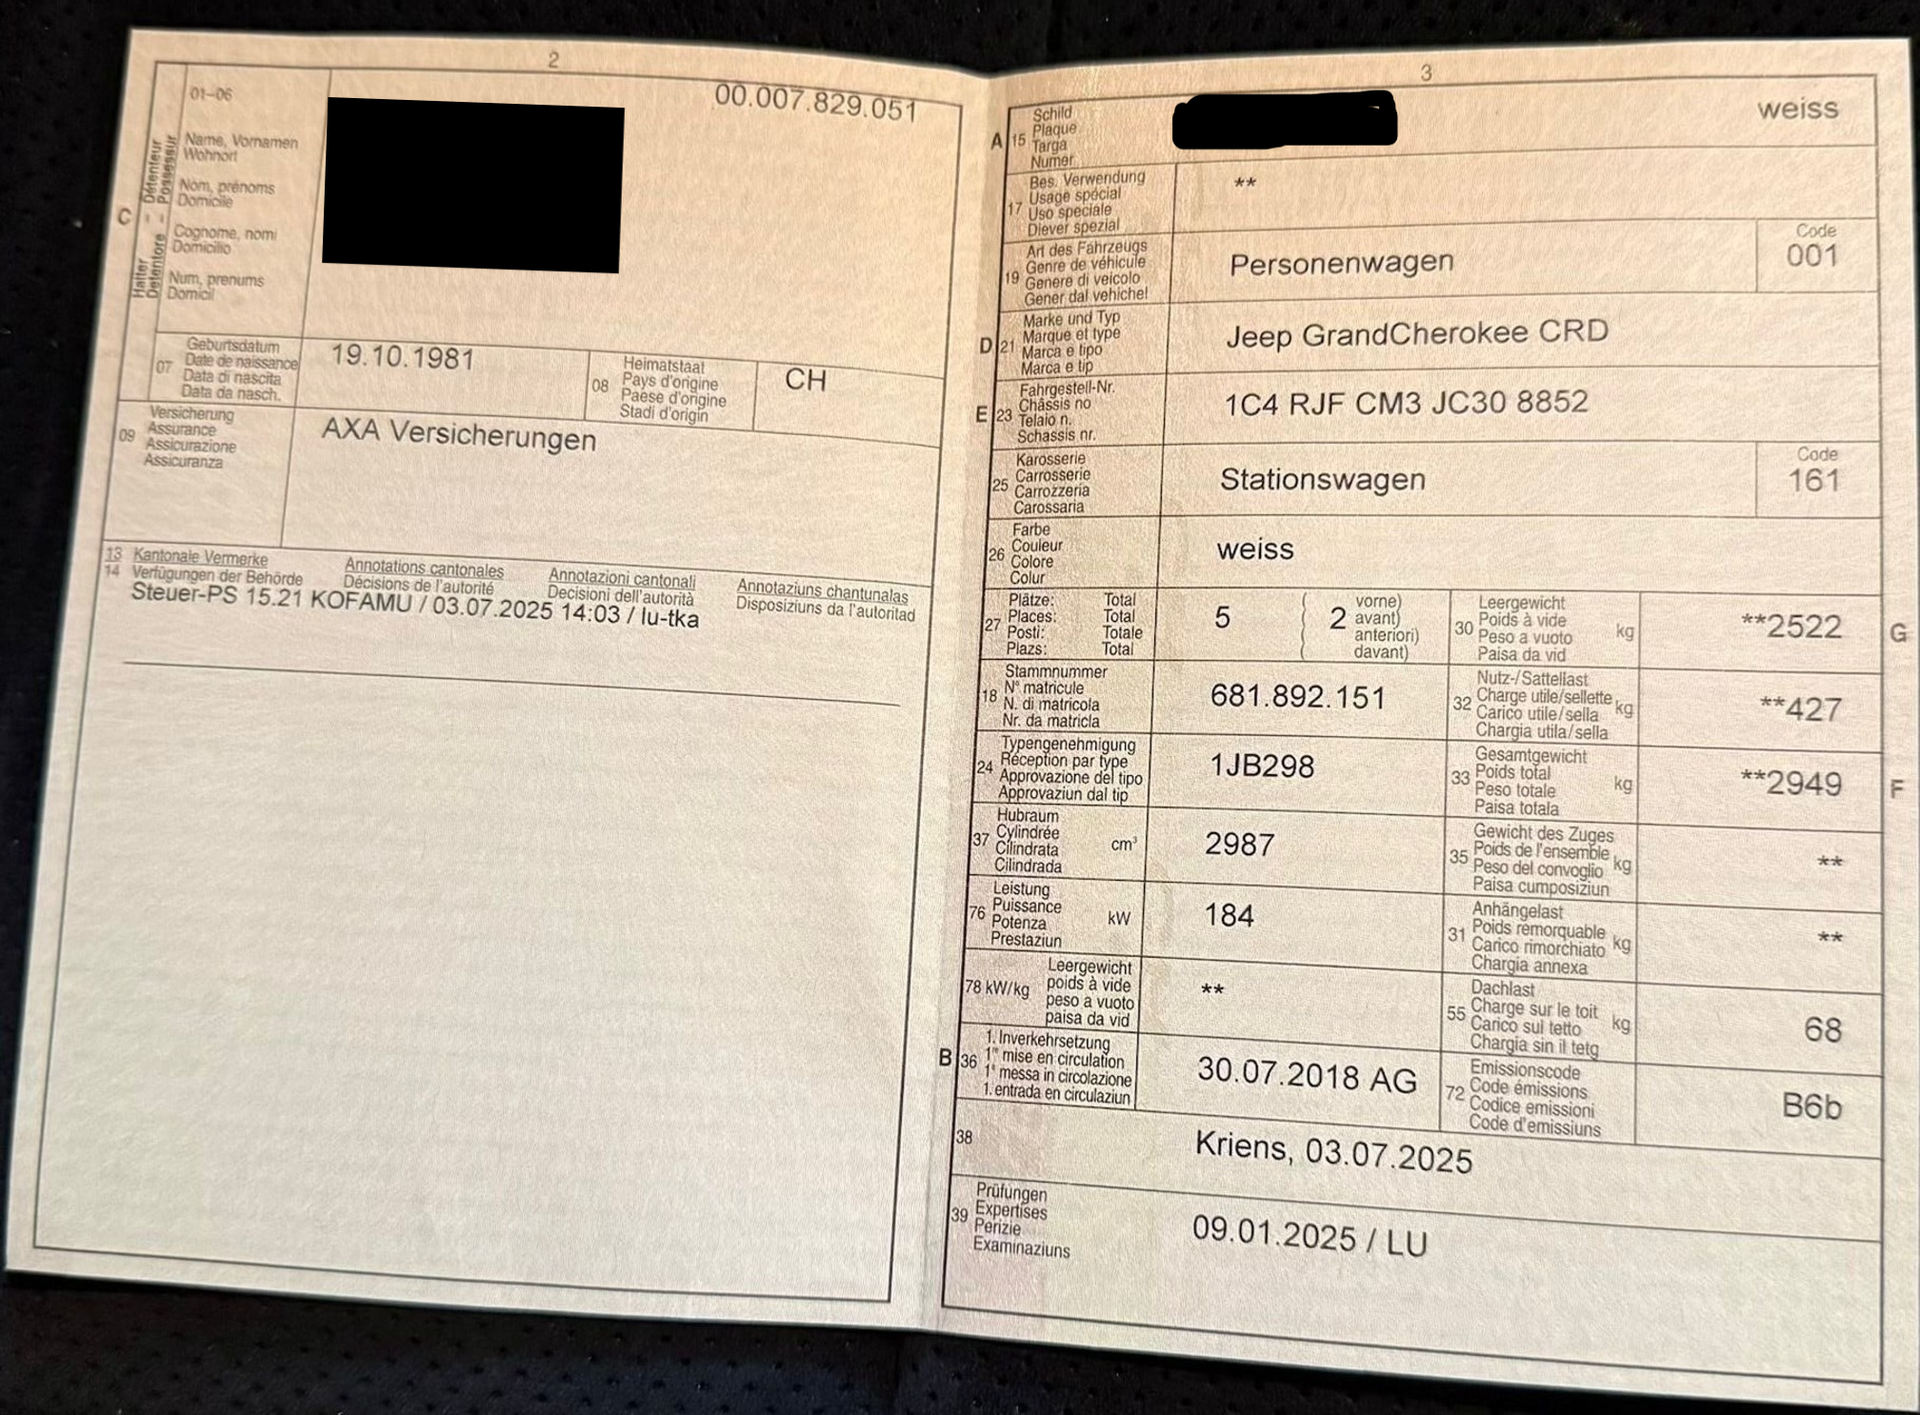 2
01–06
00.007.829.051
C
Halter – Détenteur
Detentore – Possessur
Name, Vornamen
Wohnort
Nom, prénoms
Domicile
Cognome, nomi
Domicilio
Num, prenums
Domicil
07
Geburtsdatum
Date de naissance
Data di nascita
Data da nasch.
19.10.1981
08
Heimatstaat
Pays d'origine
Paese d'origine
Stadi d'origin
CH
09
Versicherung
Assurance
Assicurazione
Assicuranza
AXA Versicherungen
13 Kantonale Vermerke Annotations cantonales Annotazioni cantonali Annotaziuns chantunalas
14 Verfügungen der Behörde Décisions de l'autorité Decisioni dell'autorità Disposiziuns da l'autoritad
Steuer-PS 15.21 KOFAMU / 03.07.2025 14:03 / lu-tka
3
A 15
Schild
Plaque
Targa
Numer
weiss
17
Bes. Verwendung
Usage spécial
Uso speciale
Diever spezial
**
19
Art des Fahrzeugs
Genre de véhicule
Genere di veicolo
Gener dal vehichel
Personenwagen
Code
001
D 21
Marke und Typ
Marque et type
Marca e tipo
Marca e tip
Jeep GrandCherokee CRD
E 23
Fahrgestell-Nr.
Châssis no
Telaio n.
Schassis nr.
1C4 RJF CM3 JC30 8852
25
Karosserie
Carrosserie
Carrozzeria
Carossaria
Stationswagen
Code
161
26
Farbe
Couleur
Colore
Colur
weiss
27
Plätze: Total
Places: Total
Posti: Totale
Plazs: Total
5
( 2 vorne)
( avant)
( anteriori)
( davant)
30
Leergewicht
Poids à vide
Peso a vuoto
Paisa da vid
kg
**2522
G
18
Stammnummer
N° matricule
N. di matricola
Nr. da matricla
681.892.151
32
Nutz-/Sattellast
Charge utile/sellette
Carico utile/sella
Chargia utila/sella
kg
**427
24
Typengenehmigung
Réception par type
Approvazione del tipo
Approvaziun dal tip
1JB298
33
Gesamtgewicht
Poids total
Peso totale
Paisa totala
kg
**2949
F
37
Hubraum
Cylindrée
Cilindrata
Cilindrada
cm³
2987
35
Gewicht des Zuges
Poids de l'ensemble
Peso del convoglio
Paisa cumposiziun
kg
**
76
Leistung
Puissance
Potenza
Prestaziun
kW
184
31
Anhängelast
Poids remorquable
Carico rimorchiato
Chargia annexa
kg
**
78 kW/kg
Leergewicht
poids à vide
peso a vuoto
paisa da vid
**
55
Dachlast
Charge sur le toit
Carico sul tetto
Chargia sin il tetg
kg
68
B 36
1. Inverkehrsetzung
1re mise en circulation
1a messa in circolazione
1. entrada en circulaziun
30.07.2018 AG
72
Emissionscode
Code émissions
Codice emissioni
Code d'emissiuns
B6b
38
Kriens, 03.07.2025
39
Prüfungen
Expertises
Perizie
Examinaziuns
09.01.2025 / LU